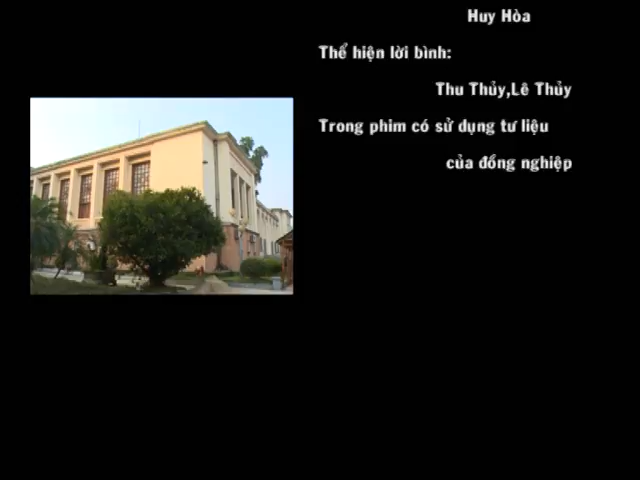 Huy Hòa
Thể hiện lời bình:
Thu Thủy,Lê Thủy
Trong phim có sử dụng tư liệu
của đồng nghiệp